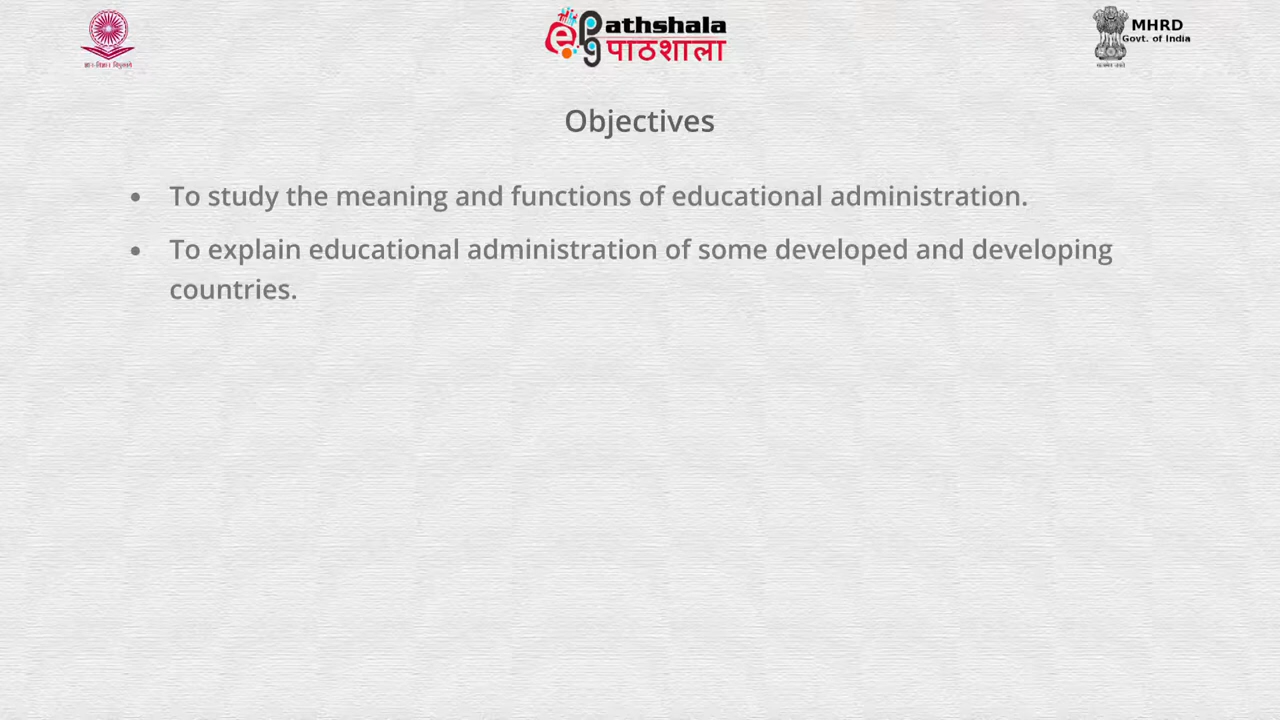 athshala
पाठशाला
MHRD
Govt. of India
Objectives
• To study the meaning and functions of educational administration.
• To explain educational administration of some developed and developing
countries.